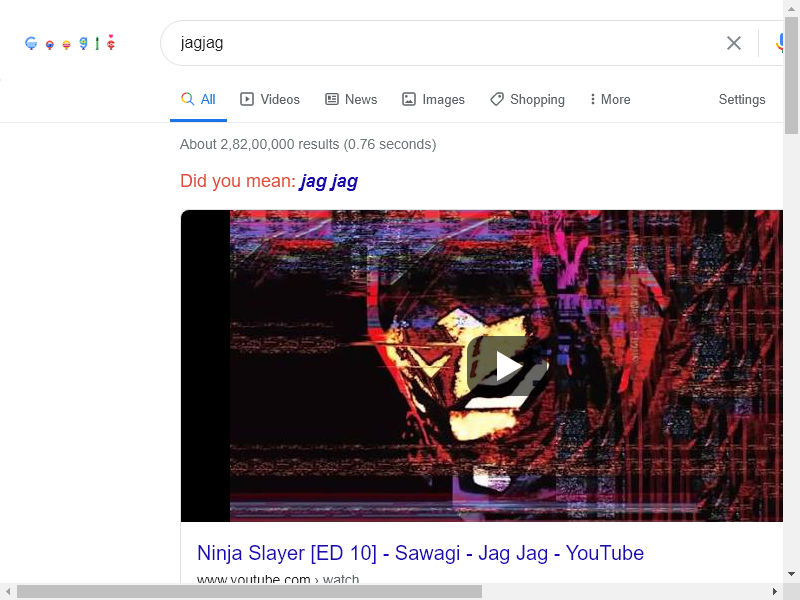 Google
jagjag
All Videos News Images Shopping More Settings
About 2,82,00,000 results (0.76 seconds)
Did you mean: jag jag
Ninja Slayer [ED 10] - Sawagi - Jag Jag - YouTube
www.youtube.com › watch